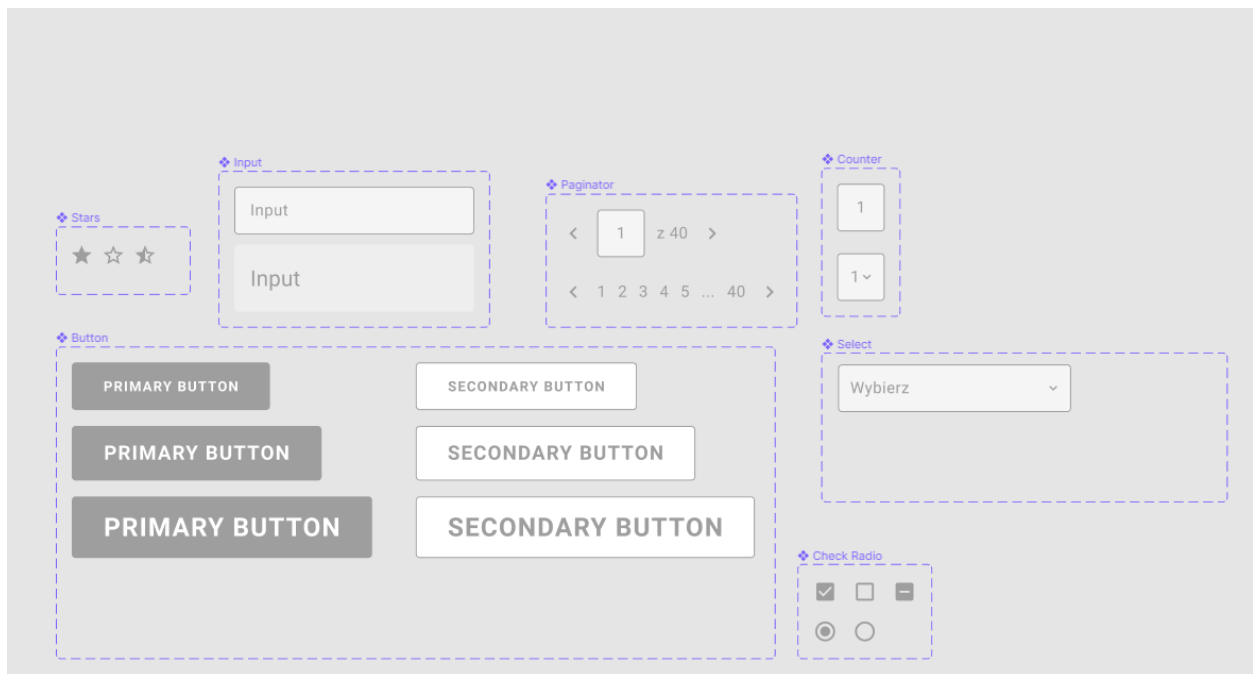 Stars
Input
Input
Input
Paginator
1 z 40
1 2 3 4 5 ... 40
Counter
1
1
Button
PRIMARY BUTTON
SECONDARY BUTTON
PRIMARY BUTTON
SECONDARY BUTTON
PRIMARY BUTTON
SECONDARY BUTTON
Select
Wybierz
Check Radio